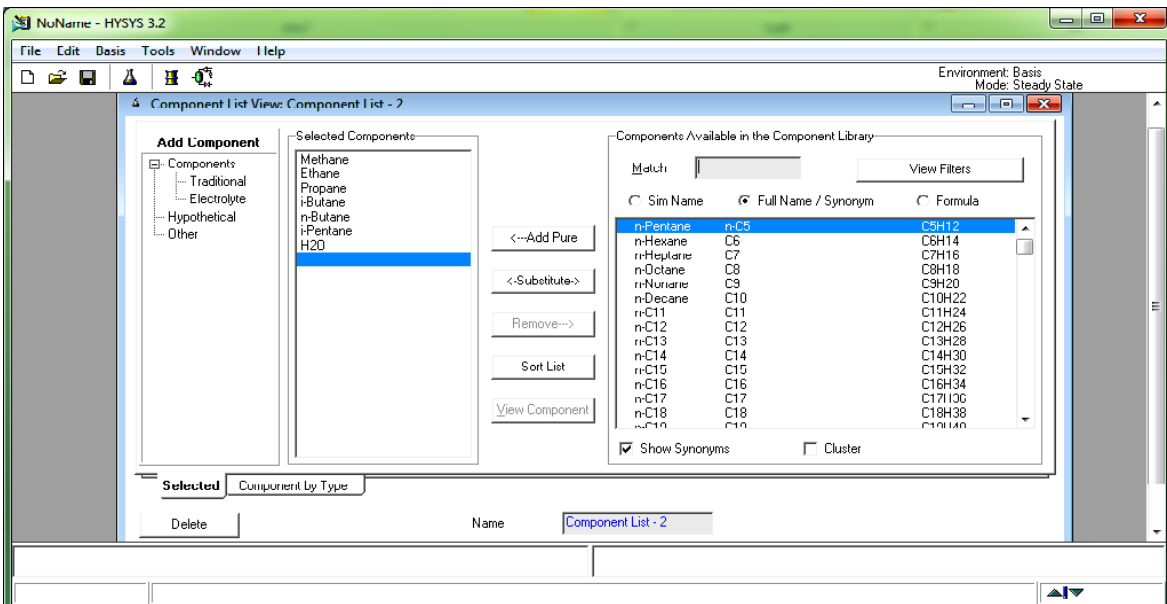 NoName - HYSYS 3.2
File Edit Basis Tools Window Help
Environment: Basis
Mode: Steady State
Component List View: Component List - 2
Add Component
Components
Traditional
Electrolyte
Hypothetical
Other
Selected Components
Methane
Ethane
Propane
i-Butane
n-Butane
i-Pentane
H2O
<---Add Pure
<-Substitute->
Remove--->
Sort List
View Component
Components Available in the Component Library
Match
View Filters
Sim Name Full Name / Synonym Formula
n-Pentane n-C5 C5H12
n-Hexane C6 C6H14
n-Heptane C7 C7H16
n-Octane C8 C8H18
n-Nonane C9 C9H20
n-Decane C10 C10H22
n-C11 C11 C11H24
n-C12 C12 C12H26
n-C13 C13 C13H28
n-C14 C14 C14H30
n-C15 C15 C15H32
n-C16 C16 C16H34
n-C17 C17 C17H36
n-C18 C18 C18H38
n-C19 C19 C19H40
Show Synonyms Cluster
Selected Component by Type
Delete
Name Component List - 2